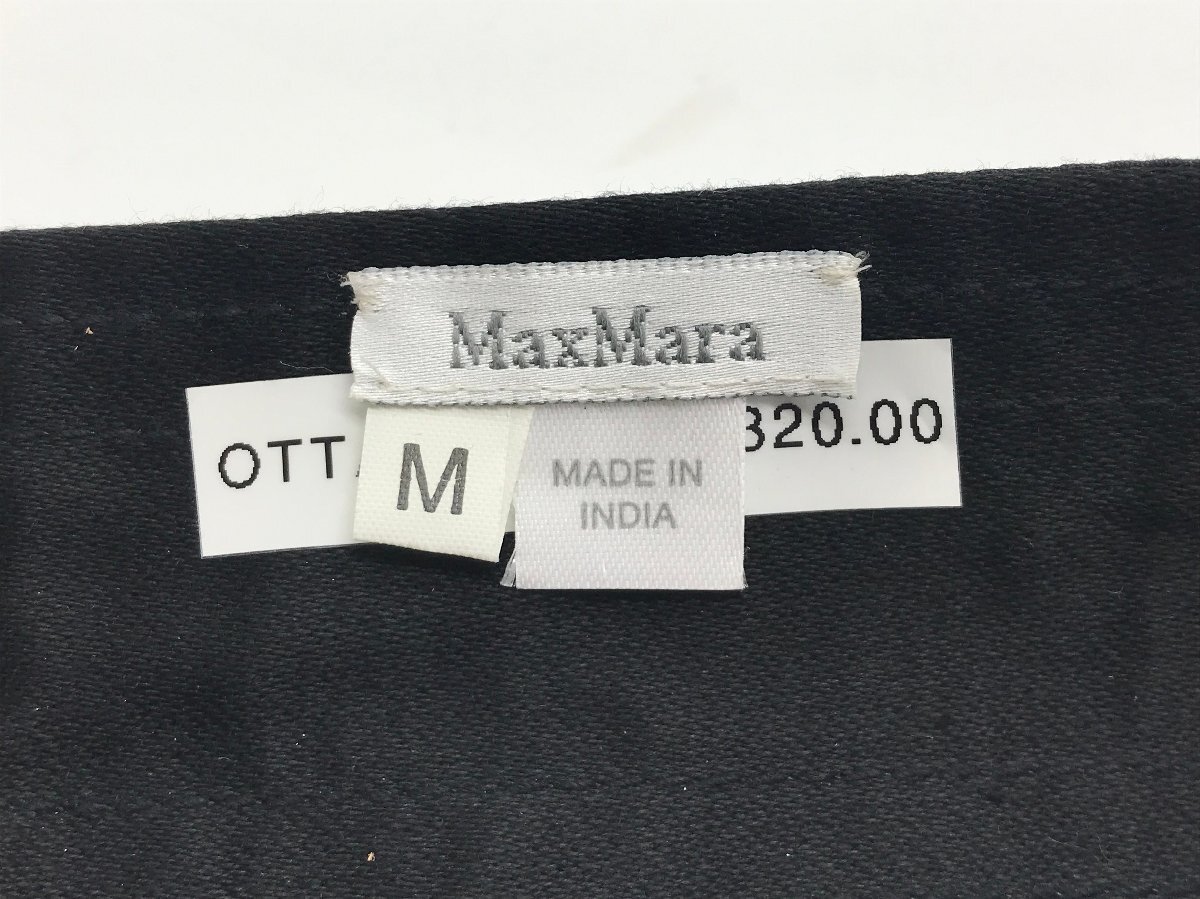 MaxMara
OTT
M
MADE IN
INDIA
320.00